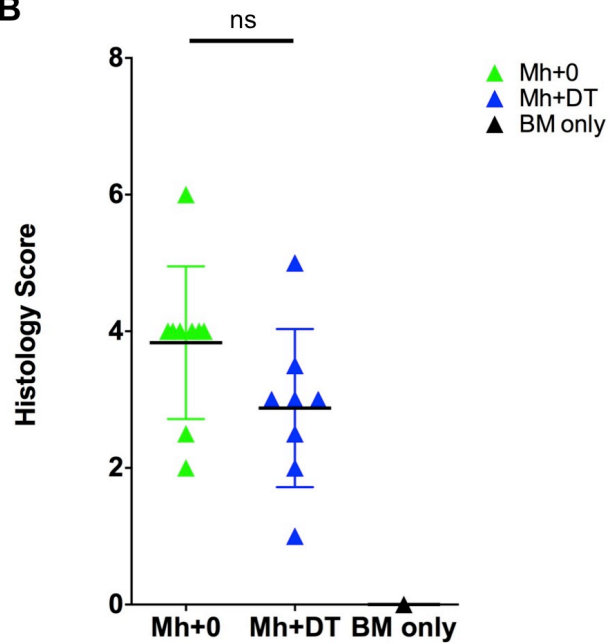 B
ns
8
6
4
2
0
Histology Score
Mh+0
Mh+DT
BM only
Mh+0 Mh+DT BM only